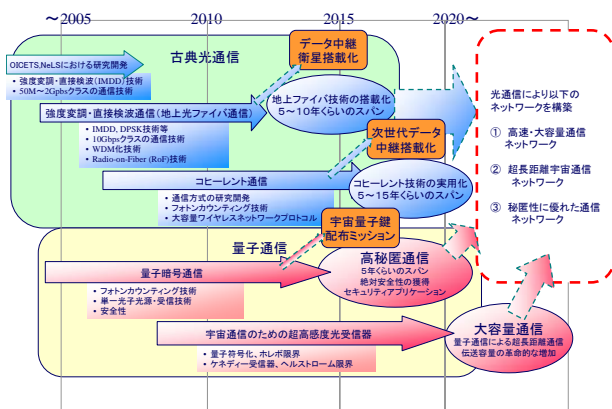 ～2005
2010
2015
2020～
古典光通信
OICETS,NeLSにおける研究開発
• 強度変調・直接検波（IMDD）技術
• 50M～2Gbpsクラスの通信技術
データ中継
衛星搭載化
地上ファイバ技術の搭載化
5～10年くらいのスパン
強度変調・直接検波通信（地上光ファイバ通信）
• IMDD, DPSK技術等
• 10Gbpsクラスの通信技術
• WDM化技術
• Radio-on-Fiber (RoF)技術
次世代データ
中継搭載化
コヒーレント通信
• 通信方式の研究開発
• フォトンカウンティング技術
• 大容量ワイヤレスネットワークプロトコル
コヒーレント技術の実用化
5～15年くらいのスパン
光通信により以下の
ネットワークを構築
① 高速・大容量通信
ネットワーク
② 超長距離宇宙通信
ネットワーク
③ 秘匿性に優れた通信
ネットワーク
量子通信
宇宙量子鍵
配布ミッション
量子暗号通信
• フォトンカウンティング技術
• 単一光子光源・受信技術
• 安全性
高秘匿通信
5年くらいのスパン
絶対安全性の獲得
セキュリティアプリケーション
宇宙通信のための超高感度光受信器
• 量子符号化、ホレボ限界
• ケネディー受信器、ヘルストローム限界
大容量通信
量子通信による超長距離通信
伝送容量の革命的な増加